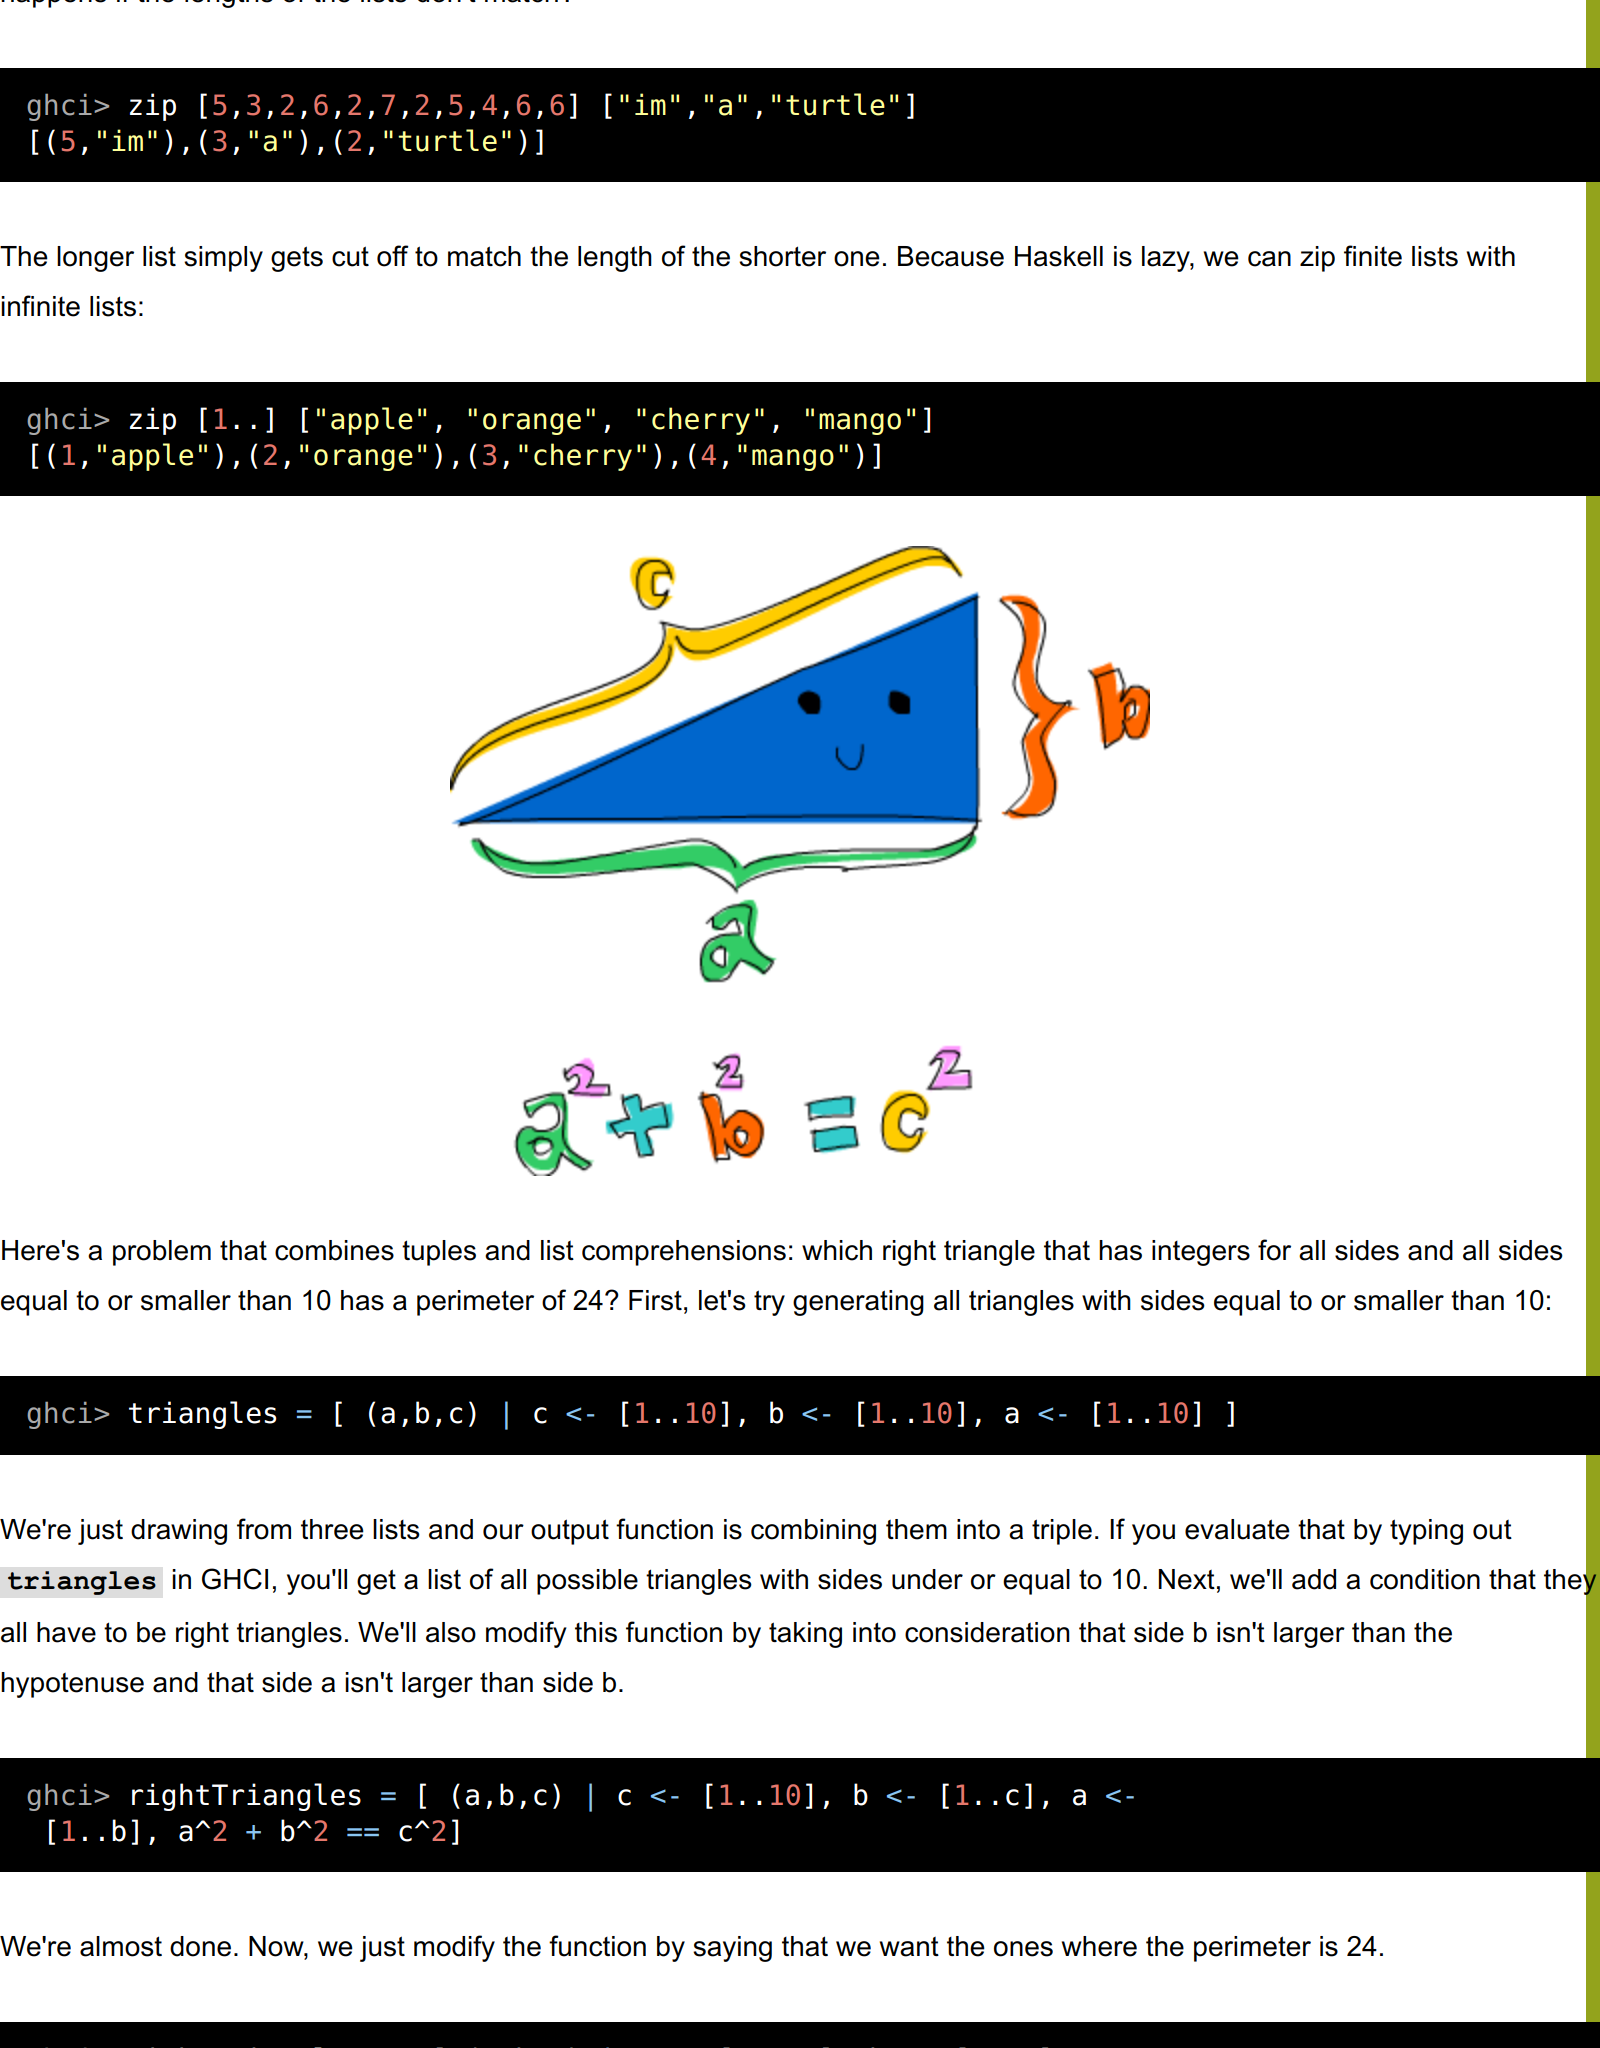 ghci> zip [5,3,2,6,2,7,2,5,4,6,6] ["im","a","turtle"]
[(5,"im"),(3,"a"),(2,"turtle")]
The longer list simply gets cut off to match the length of the shorter one. Because Haskell is lazy, we can zip finite lists with
infinite lists:
ghci> zip [1..] ["apple", "orange", "cherry", "mango"]
[(1,"apple"),(2,"orange"),(3,"cherry"),(4,"mango")]
c
b
a
a² + b² = c²
Here's a problem that combines tuples and list comprehensions: which right triangle that has integers for all sides and all sides
equal to or smaller than 10 has a perimeter of 24? First, let's try generating all triangles with sides equal to or smaller than 10:
ghci> triangles = [ (a,b,c) | c <- [1..10], b <- [1..10], a <- [1..10] ]
We're just drawing from three lists and our output function is combining them into a triple. If you evaluate that by typing out
triangles in GHCI, you'll get a list of all possible triangles with sides under or equal to 10. Next, we'll add a condition that they
all have to be right triangles. We'll also modify this function by taking into consideration that side b isn't larger than the
hypotenuse and that side a isn't larger than side b.
ghci> rightTriangles = [ (a,b,c) | c <- [1..10], b <- [1..c], a <-
[1..b], a^2 + b^2 == c^2]
We're almost done. Now, we just modify the function by saying that we want the ones where the perimeter is 24.